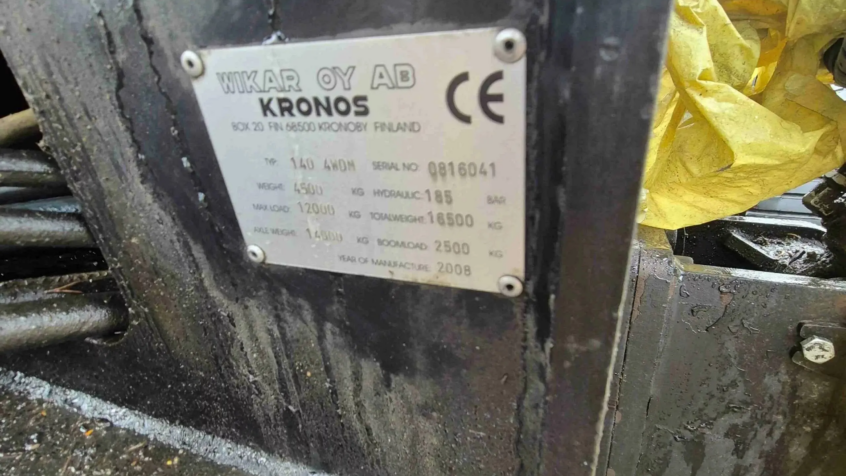 WIKAR OY AB
KRONOS
CE
BOX 20 FIN 68500 KRONOBY FINLAND
TYP: 140 4WDM SERIAL NO 0816041
WEIGHT: 4500 KG HYDRAULIC: 185 BAR
MAX LOAD: 12000 KG TOTALWEIGHT: 16500 KG
AXLE WEIGHT: 14000 KG BOOMLOAD: 2500 KG
YEAR OF MANUFACTURE: 2008